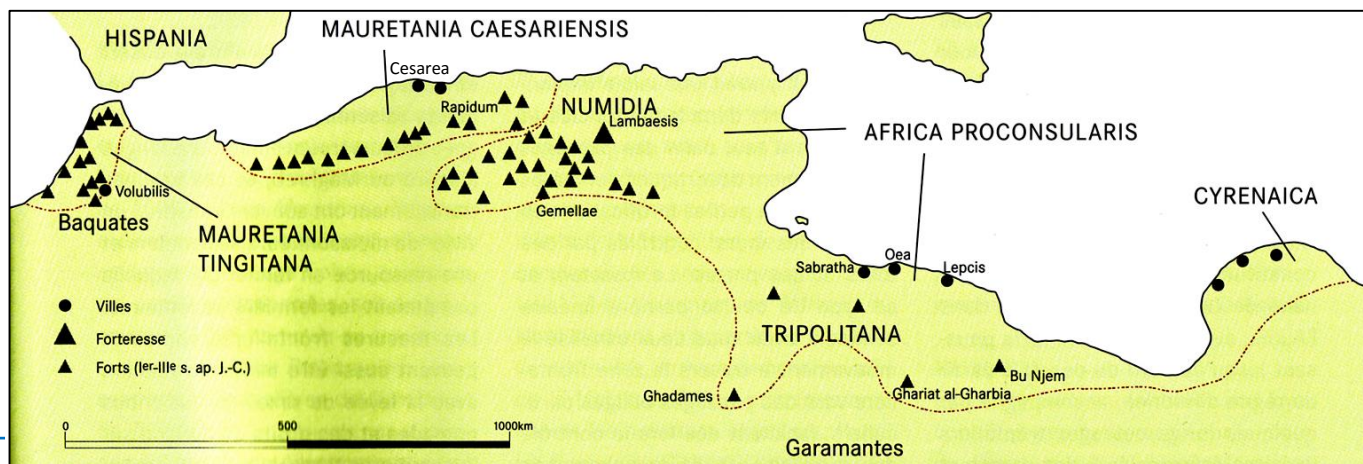 HISPANIA
MAURETANIA CAESARIENSIS
Cesarea
Rapidum
NUMIDIA
Lambaesis
AFRICA PROCONSULARIS
CYRENAICA
Volubilis
Baquates
MAURETANIA
TINGITANA
Gemellae
Sabratha
Oea
Lepcis
TRIPOLITANA
Ghadames
Ghariat al-Gharbia
Bu Njem
Garamantes
Villes
Forteresse
Forts (Ier-IIIe s. ap. J.-C.)
0 500 1000km